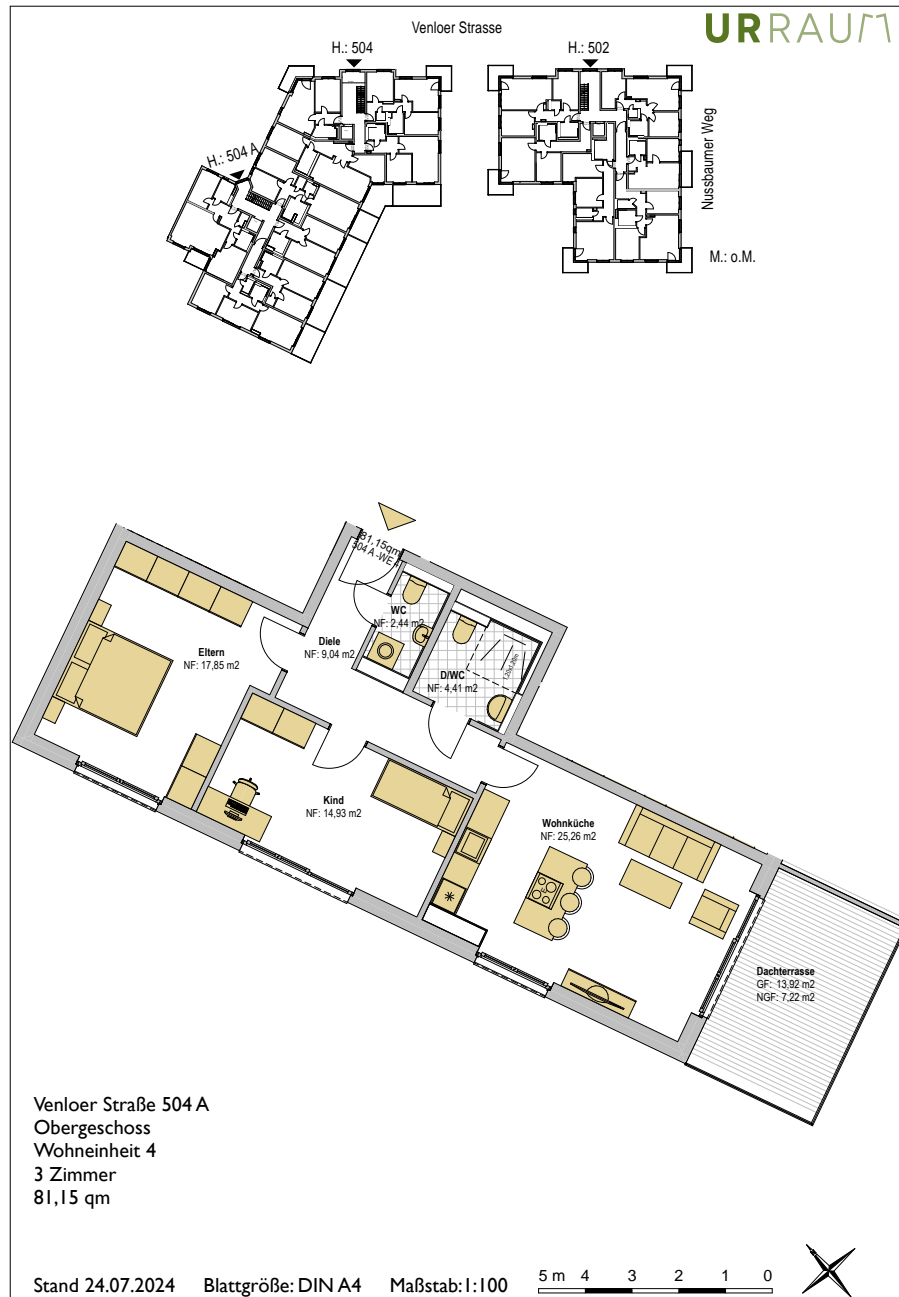 Venloer Strasse
URRAUM
H.: 504
H.: 502
H.: 504 A
Nussbaumer Weg
M.: o.M.
81,15qm
504 A -WE 4
WC
NF: 2,44 m2
Diele
NF: 9,04 m2
Eltern
NF: 17,85 m2
D/WC
NF: 4,41 m2
1.20x1.20m
Kind
NF: 14,93 m2
Wohnküche
NF: 25,26 m2
Dachterrasse
GF: 13,92 m2
NGF: 7,22 m2
Venloer Straße 504 A
Obergeschoss
Wohneinheit 4
3 Zimmer
81,15 qm
Stand 24.07.2024 Blattgröße: DIN A4 Maßstab:1:100
5 m 4 3 2 1 0